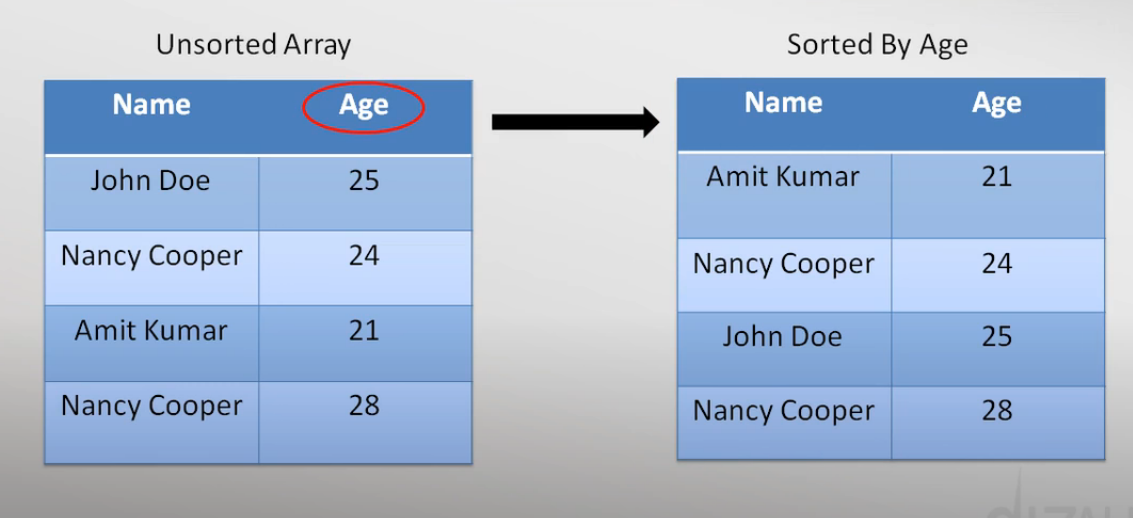 Unsorted Array
Name Age
John Doe 25
Nancy Cooper 24
Amit Kumar 21
Nancy Cooper 28
Sorted By Age
Name Age
Amit Kumar 21
Nancy Cooper 24
John Doe 25
Nancy Cooper 28